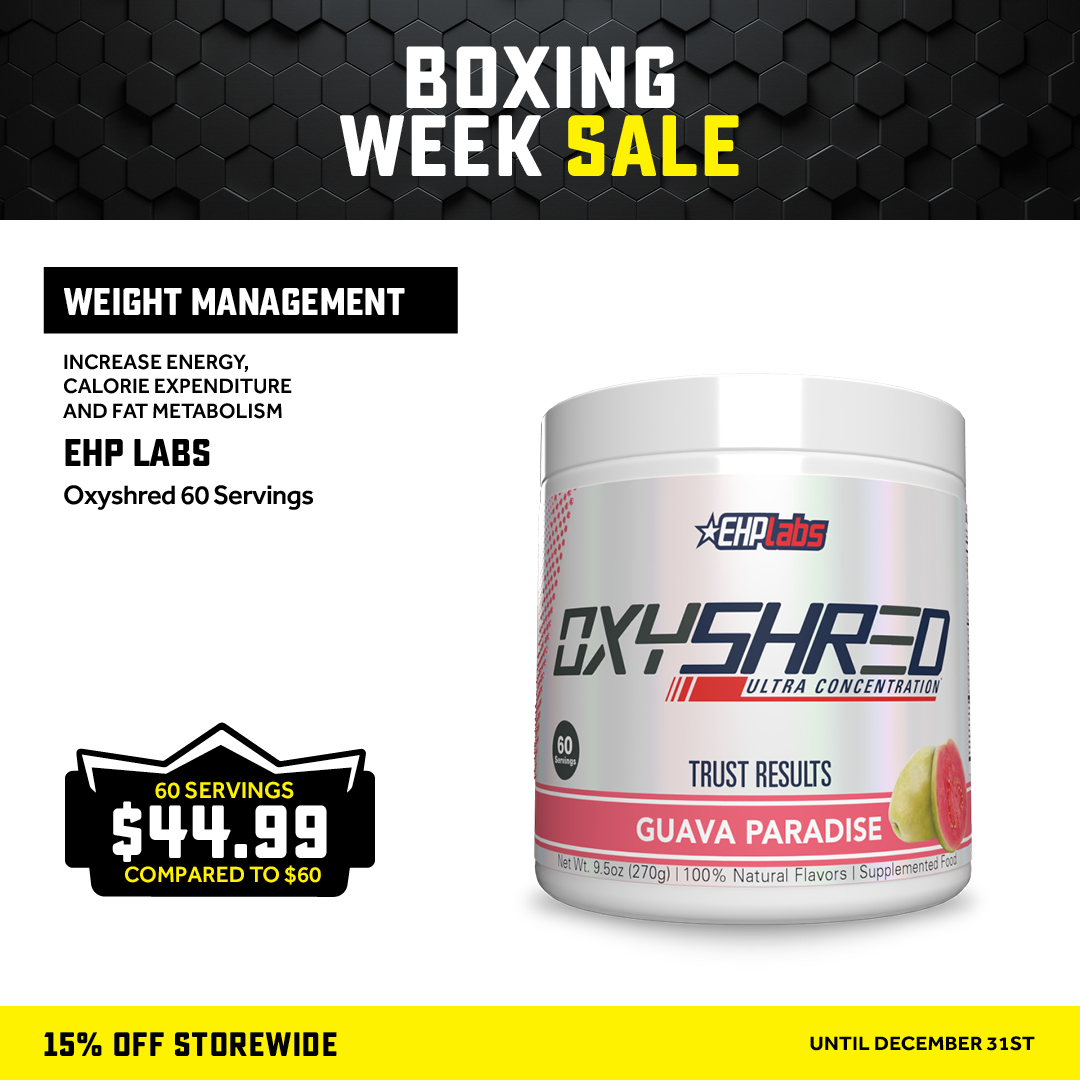 BOXING
WEEK SALE
WEIGHT MANAGEMENT
INCREASE ENERGY,
CALORIE EXPENDITURE
AND FAT METABOLISM
EHP LABS
Oxyshred 60 Servings
EHPlabs
OXYSHRED
ULTRA CONCENTRATION
60
Servings
TRUST RESULTS
GUAVA PARADISE
Net Wt. 9.5oz (270g) | 100% Natural Flavors | Supplemented Food
60 SERVINGS
$44.99
COMPARED TO $60
15% OFF STOREWIDE
UNTIL DECEMBER 31ST